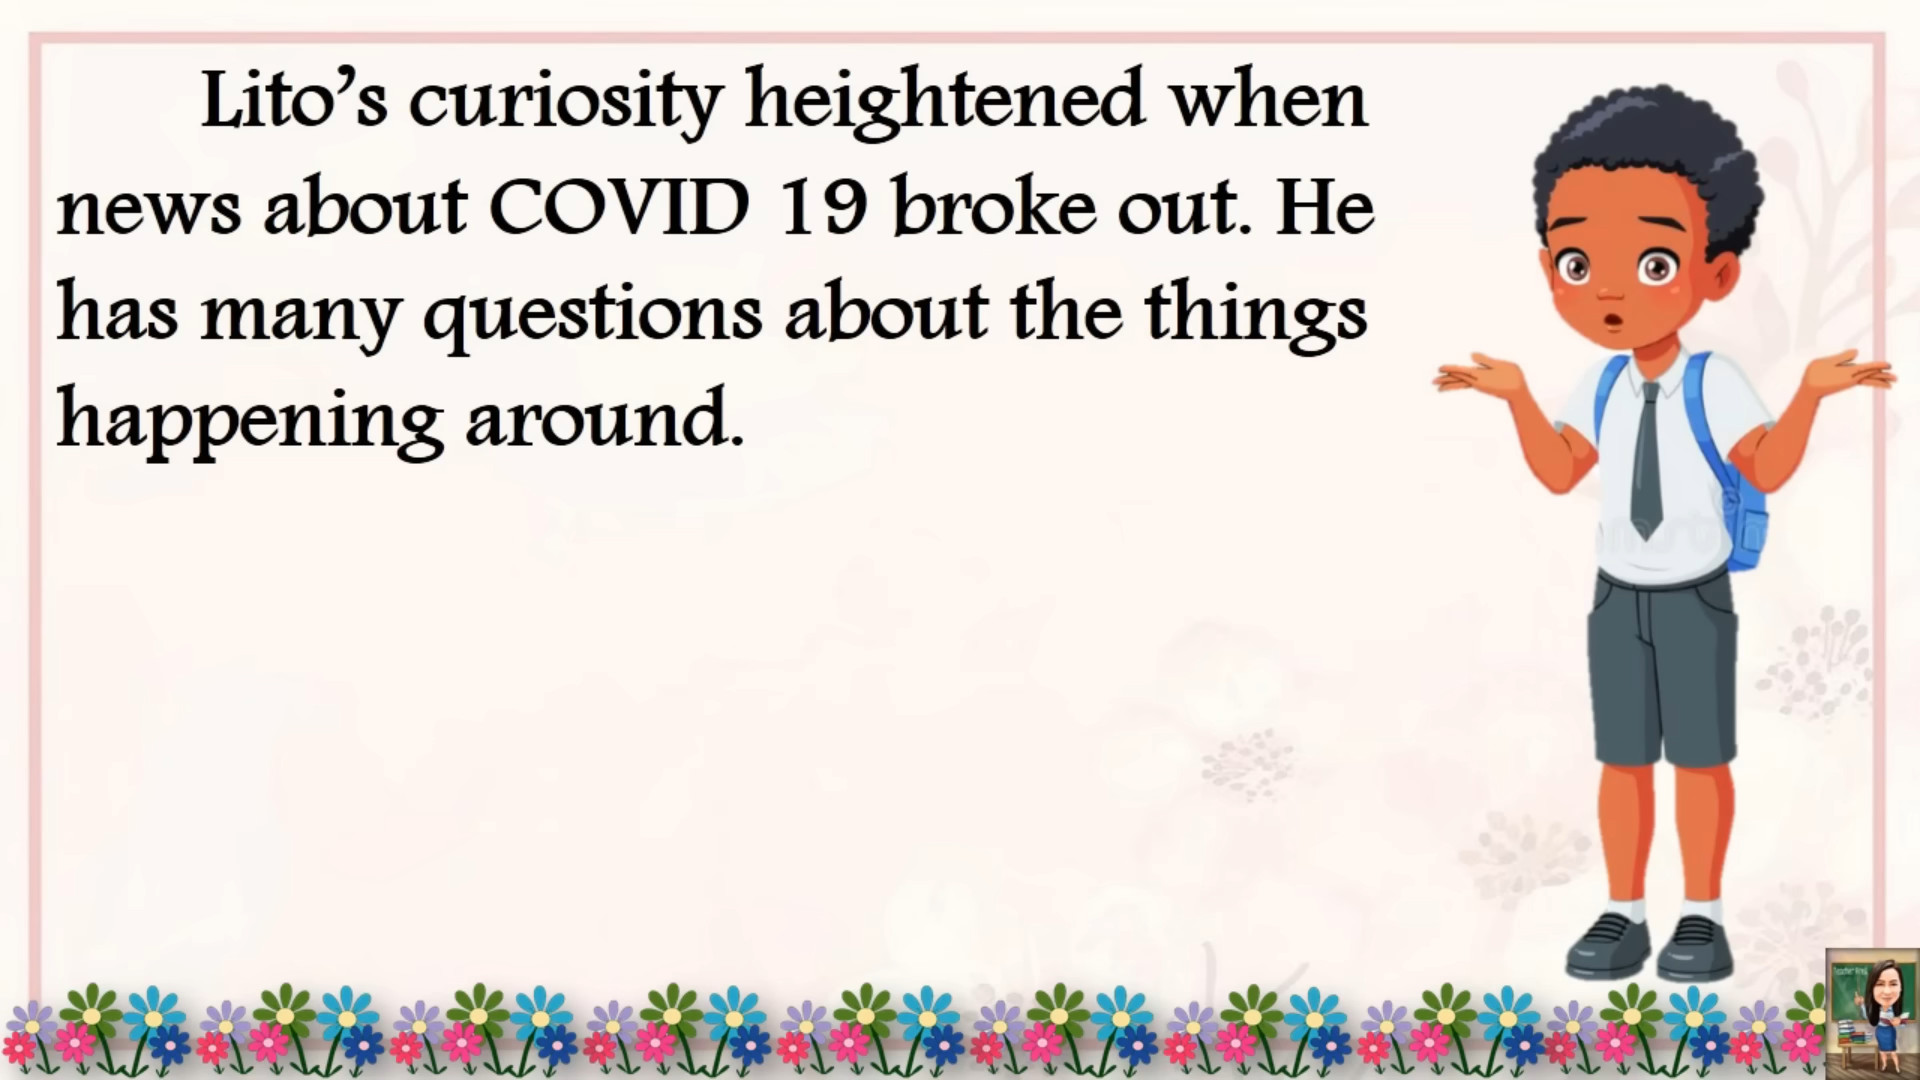 Lito’s curiosity heightened when
news about COVID 19 broke out. He
has many questions about the things
happening around.